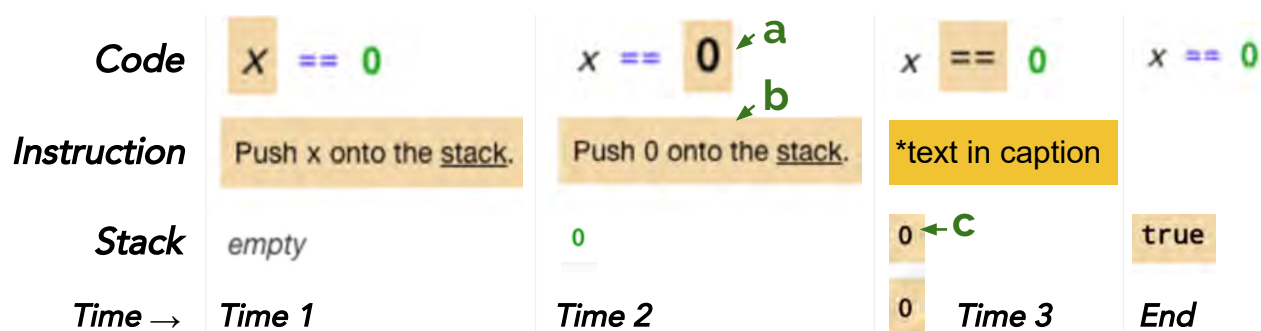 Code x == 0 x == 0 a x == 0 x == 0
b
Instruction Push x onto the stack. Push 0 onto the stack. *text in caption
Stack empty 0 0 c true
0
Time → Time 1 Time 2 Time 3 End